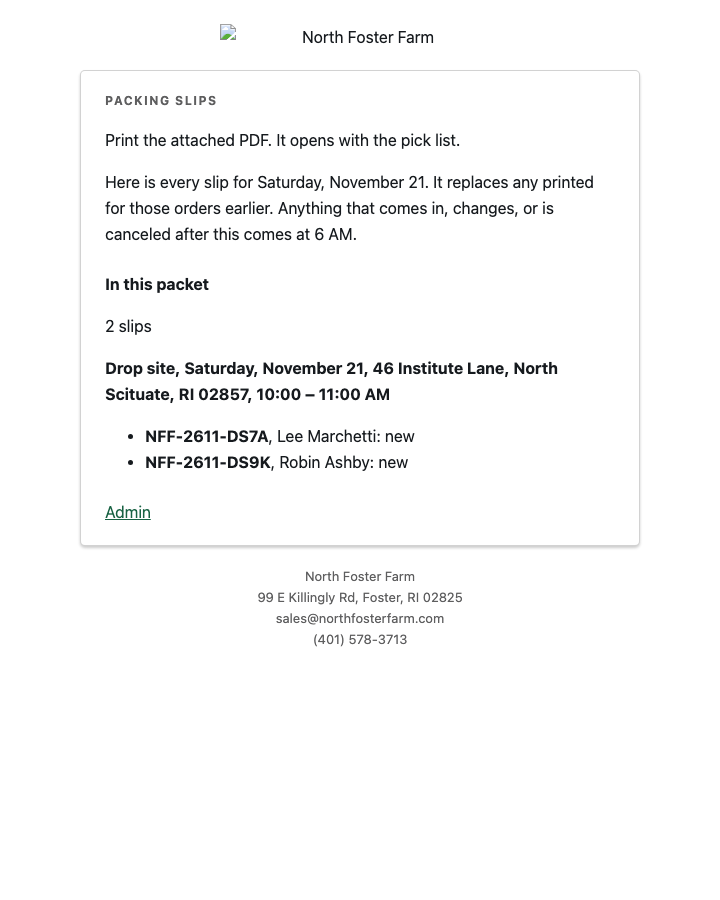 North Foster Farm
PACKING SLIPS
Print the attached PDF. It opens with the pick list.
Here is every slip for Saturday, November 21. It replaces any printed
for those orders earlier. Anything that comes in, changes, or is
canceled after this comes at 6 AM.
In this packet
2 slips
Drop site, Saturday, November 21, 46 Institute Lane, North
Scituate, RI 02857, 10:00 – 11:00 AM
• NFF-2611-DS7A, Lee Marchetti: new
• NFF-2611-DS9K, Robin Ashby: new
Admin
North Foster Farm
99 E Killingly Rd, Foster, RI 02825
sales@northfosterfarm.com
(401) 578-3713